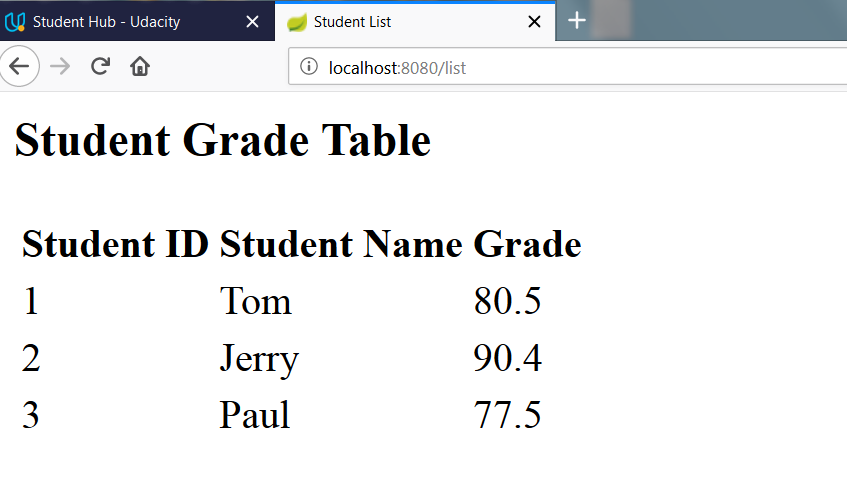 Student Hub - Udacity
Student List
localhost:8080/list
Student Grade Table
Student ID Student Name Grade
1 Tom 80.5
2 Jerry 90.4
3 Paul 77.5